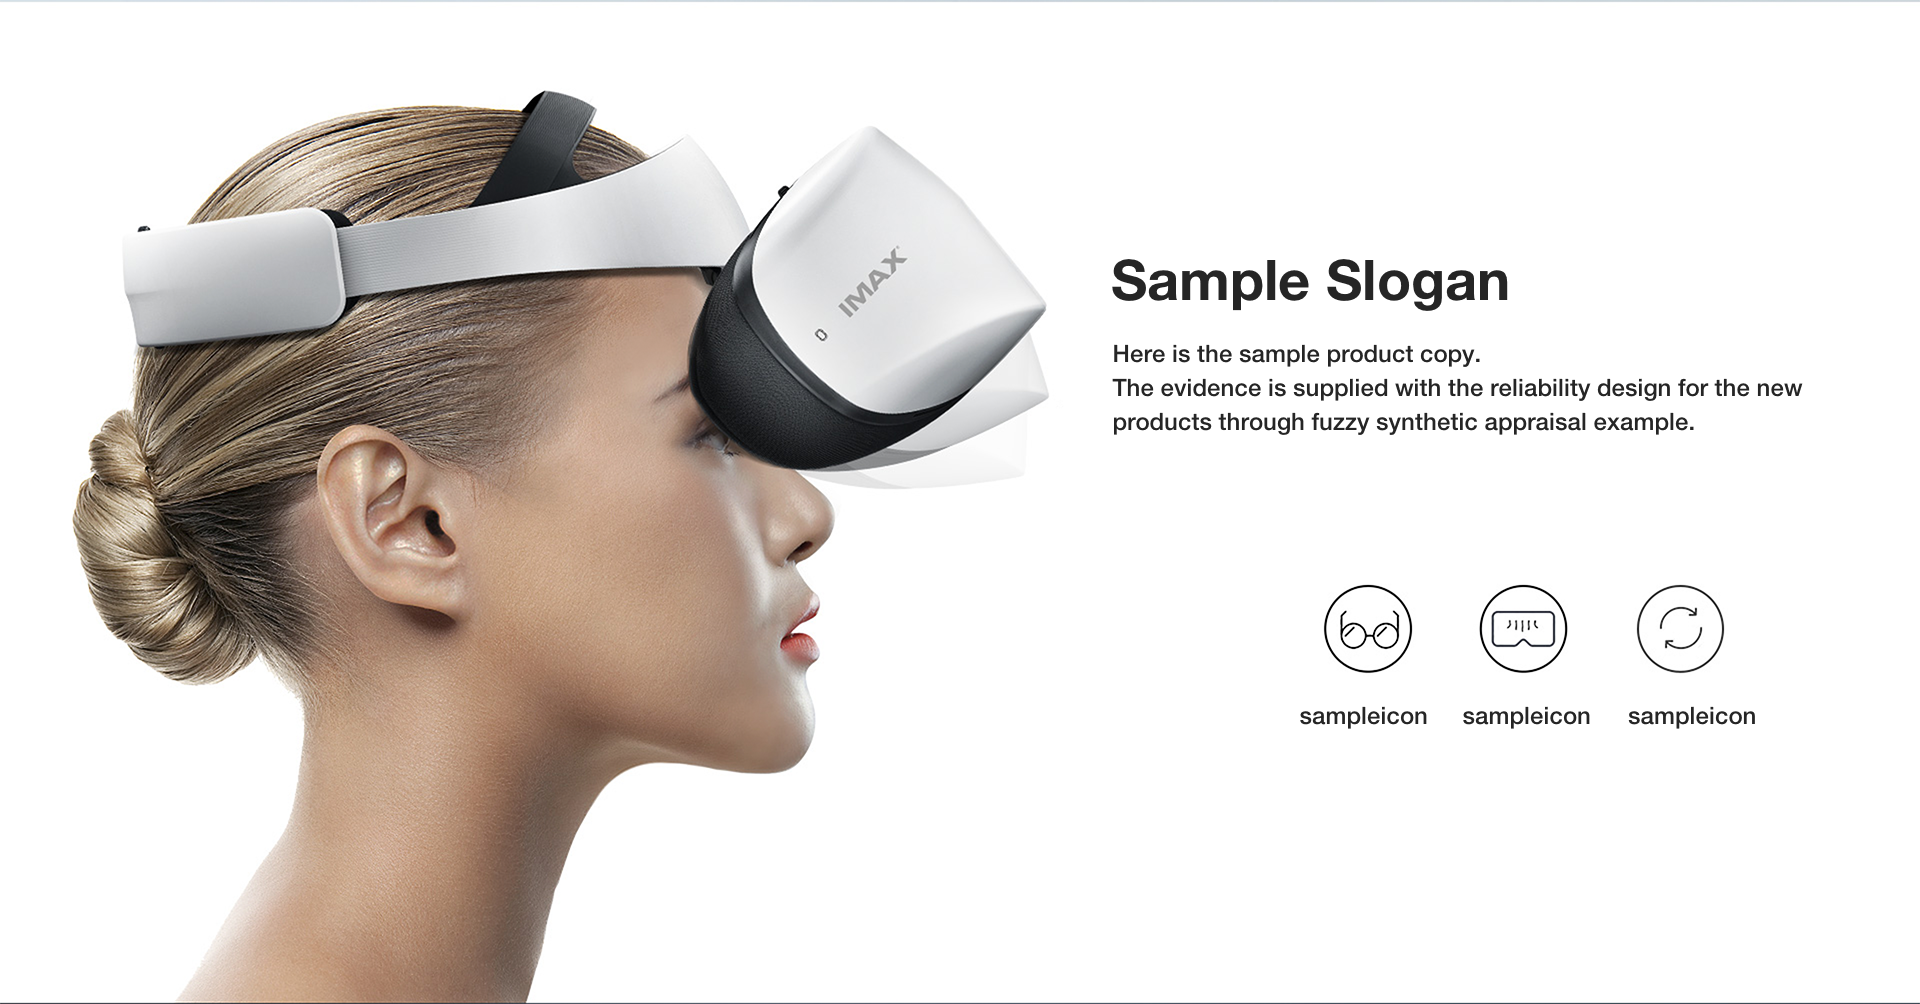 IMAX®
0
Sample Slogan
Here is the sample product copy.
The evidence is supplied with the reliability design for the new
products through fuzzy synthetic appraisal example.
sampleicon sampleicon sampleicon